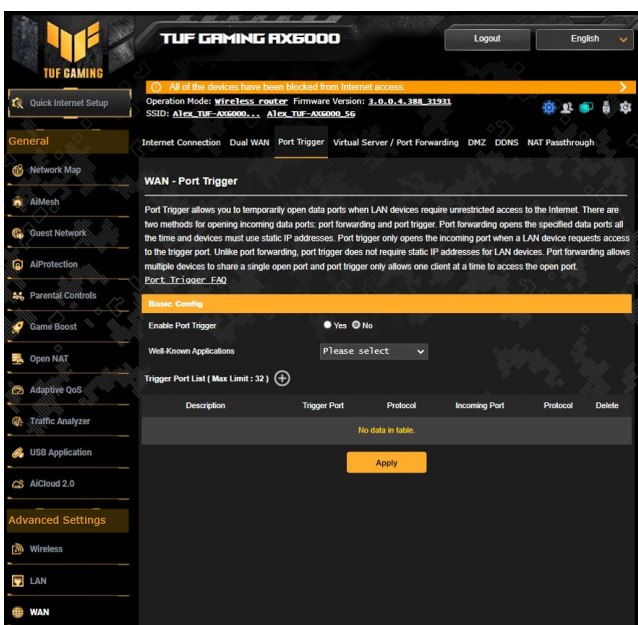 TUF GAMING AX6000
Logout
English
TUF GAMING
All of the devices have been blocked from Internet access.
Quick Internet Setup
Operation Mode: Wireless router Firmware Version: 3.0.0.4.388_31931
SSID: Alex_TUF-AX6000... Alex_TUF-AX6000_5G
General
Internet Connection Dual WAN Port Trigger Virtual Server / Port Forwarding DMZ DDNS NAT Passthrough
Network Map
AiMesh
Guest Network
AiProtection
Parental Controls
Game Boost
Open NAT
Adaptive QoS
Traffic Analyzer
USB Application
AiCloud 2.0
Advanced Settings
Wireless
LAN
WAN
WAN - Port Trigger
Port Trigger allows you to temporarily open data ports when LAN devices require unrestricted access to the Internet. There are
two methods for opening incoming data ports: port forwarding and port trigger. Port forwarding opens the specified data ports all
the time and devices must use static IP addresses. Port trigger only opens the incoming port when a LAN device requests access
to the trigger port. Unlike port forwarding, port trigger does not require static IP addresses for LAN devices. Port forwarding allows
multiple devices to share a single open port and port trigger only allows one client at a time to access the open port.
Port Trigger FAQ
Basic Config
Enable Port Trigger Yes No
Well-Known Applications Please select
Trigger Port List ( Max Limit : 32 )
Description Trigger Port Protocol Incoming Port Protocol Delete
No data in table.
Apply